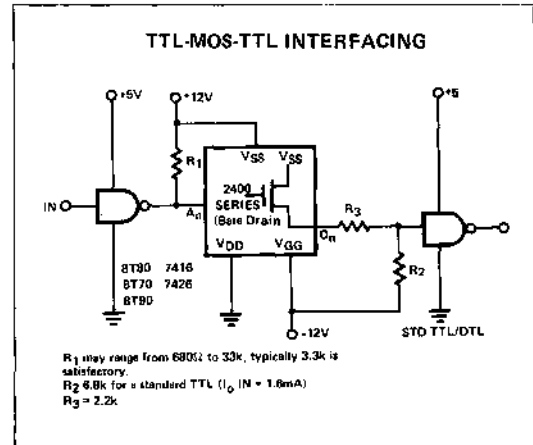 TTL-MOS-TTL INTERFACING
+5V
+12V
+5
R1
VSS
VSS
2400
SERIES
(Bare Drain
IN
An
On
R3
VDD
VGG
R2
8T80 7416
8T70 7426
8T90
-12V
STD TTL/DTL
R1 may range from 680Ω to 33k, typically 3.3k is
satisfactory.
R2 6.8k for a standard TTL (Io IN = 1.6mA)
R3 = 2.2k